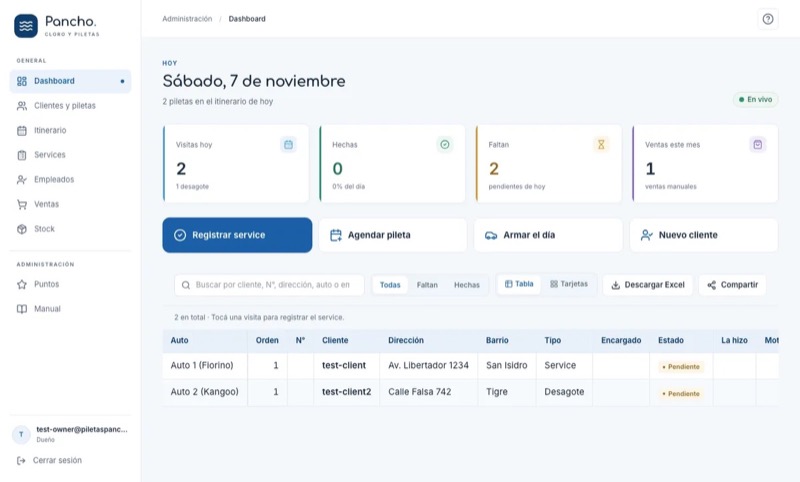 Pancho.
CLORO Y PILETAS
GENERAL
Dashboard
Clientes y piletas
Itinerario
Services
Empleados
Ventas
Stock
ADMINISTRACIÓN
Puntos
Manual
T
test-owner@piletaspanc...
Dueño
Cerrar sesión
Administración / Dashboard
HOY
Sábado, 7 de noviembre
2 piletas en el itinerario de hoy
En vivo
Visitas hoy
2
1 desagote
Hechas
0
0% del día
Faltan
2
pendientes de hoy
Ventas este mes
1
ventas manuales
Registrar service
Agendar pileta
Armar el día
Nuevo cliente
Buscar por cliente, N°, dirección, auto o en
Todas Faltan Hechas
Tabla Tarjetas
Descargar Excel
Compartir
2 en total · Tocá una visita para registrar el service.
Auto Orden N° Cliente Dirección Barrio Tipo Encargado Estado La hizo Mot
Auto 1 (Fiorino) 1 test-client Av. Libertador 1234 San Isidro Service Pendiente
Auto 2 (Kangoo) 1 test-client2 Calle Falsa 742 Tigre Desagote Pendiente